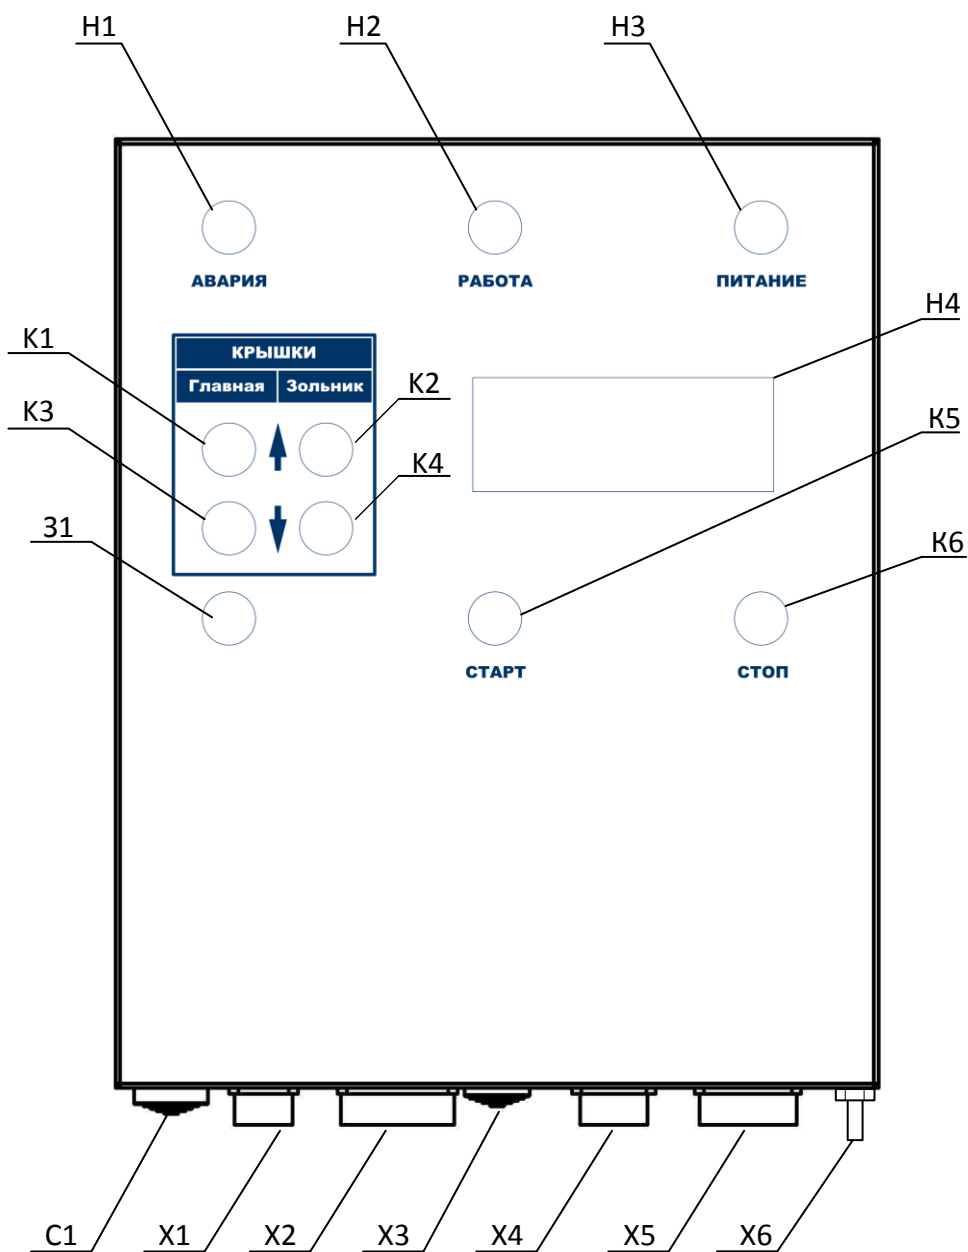 Н1 Н2 Н3
АВАРИЯ РАБОТА ПИТАНИЕ
Н4
К1
КРЫШКИ
Главная Зольник
К2
К3
К5
К4
З1
К6
СТАРТ СТОП
С1 Х1 Х2 Х3 Х4 Х5 Х6